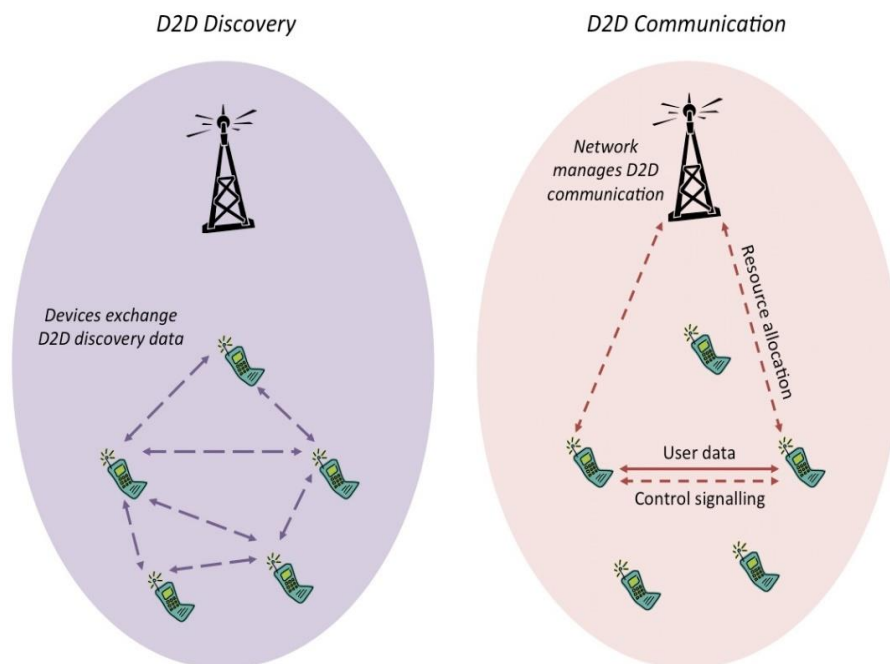 D2D Discovery
D2D Communication
Devices exchange
D2D discovery data
Network
manages D2D
communication
Resource allocation
User data
Control signalling